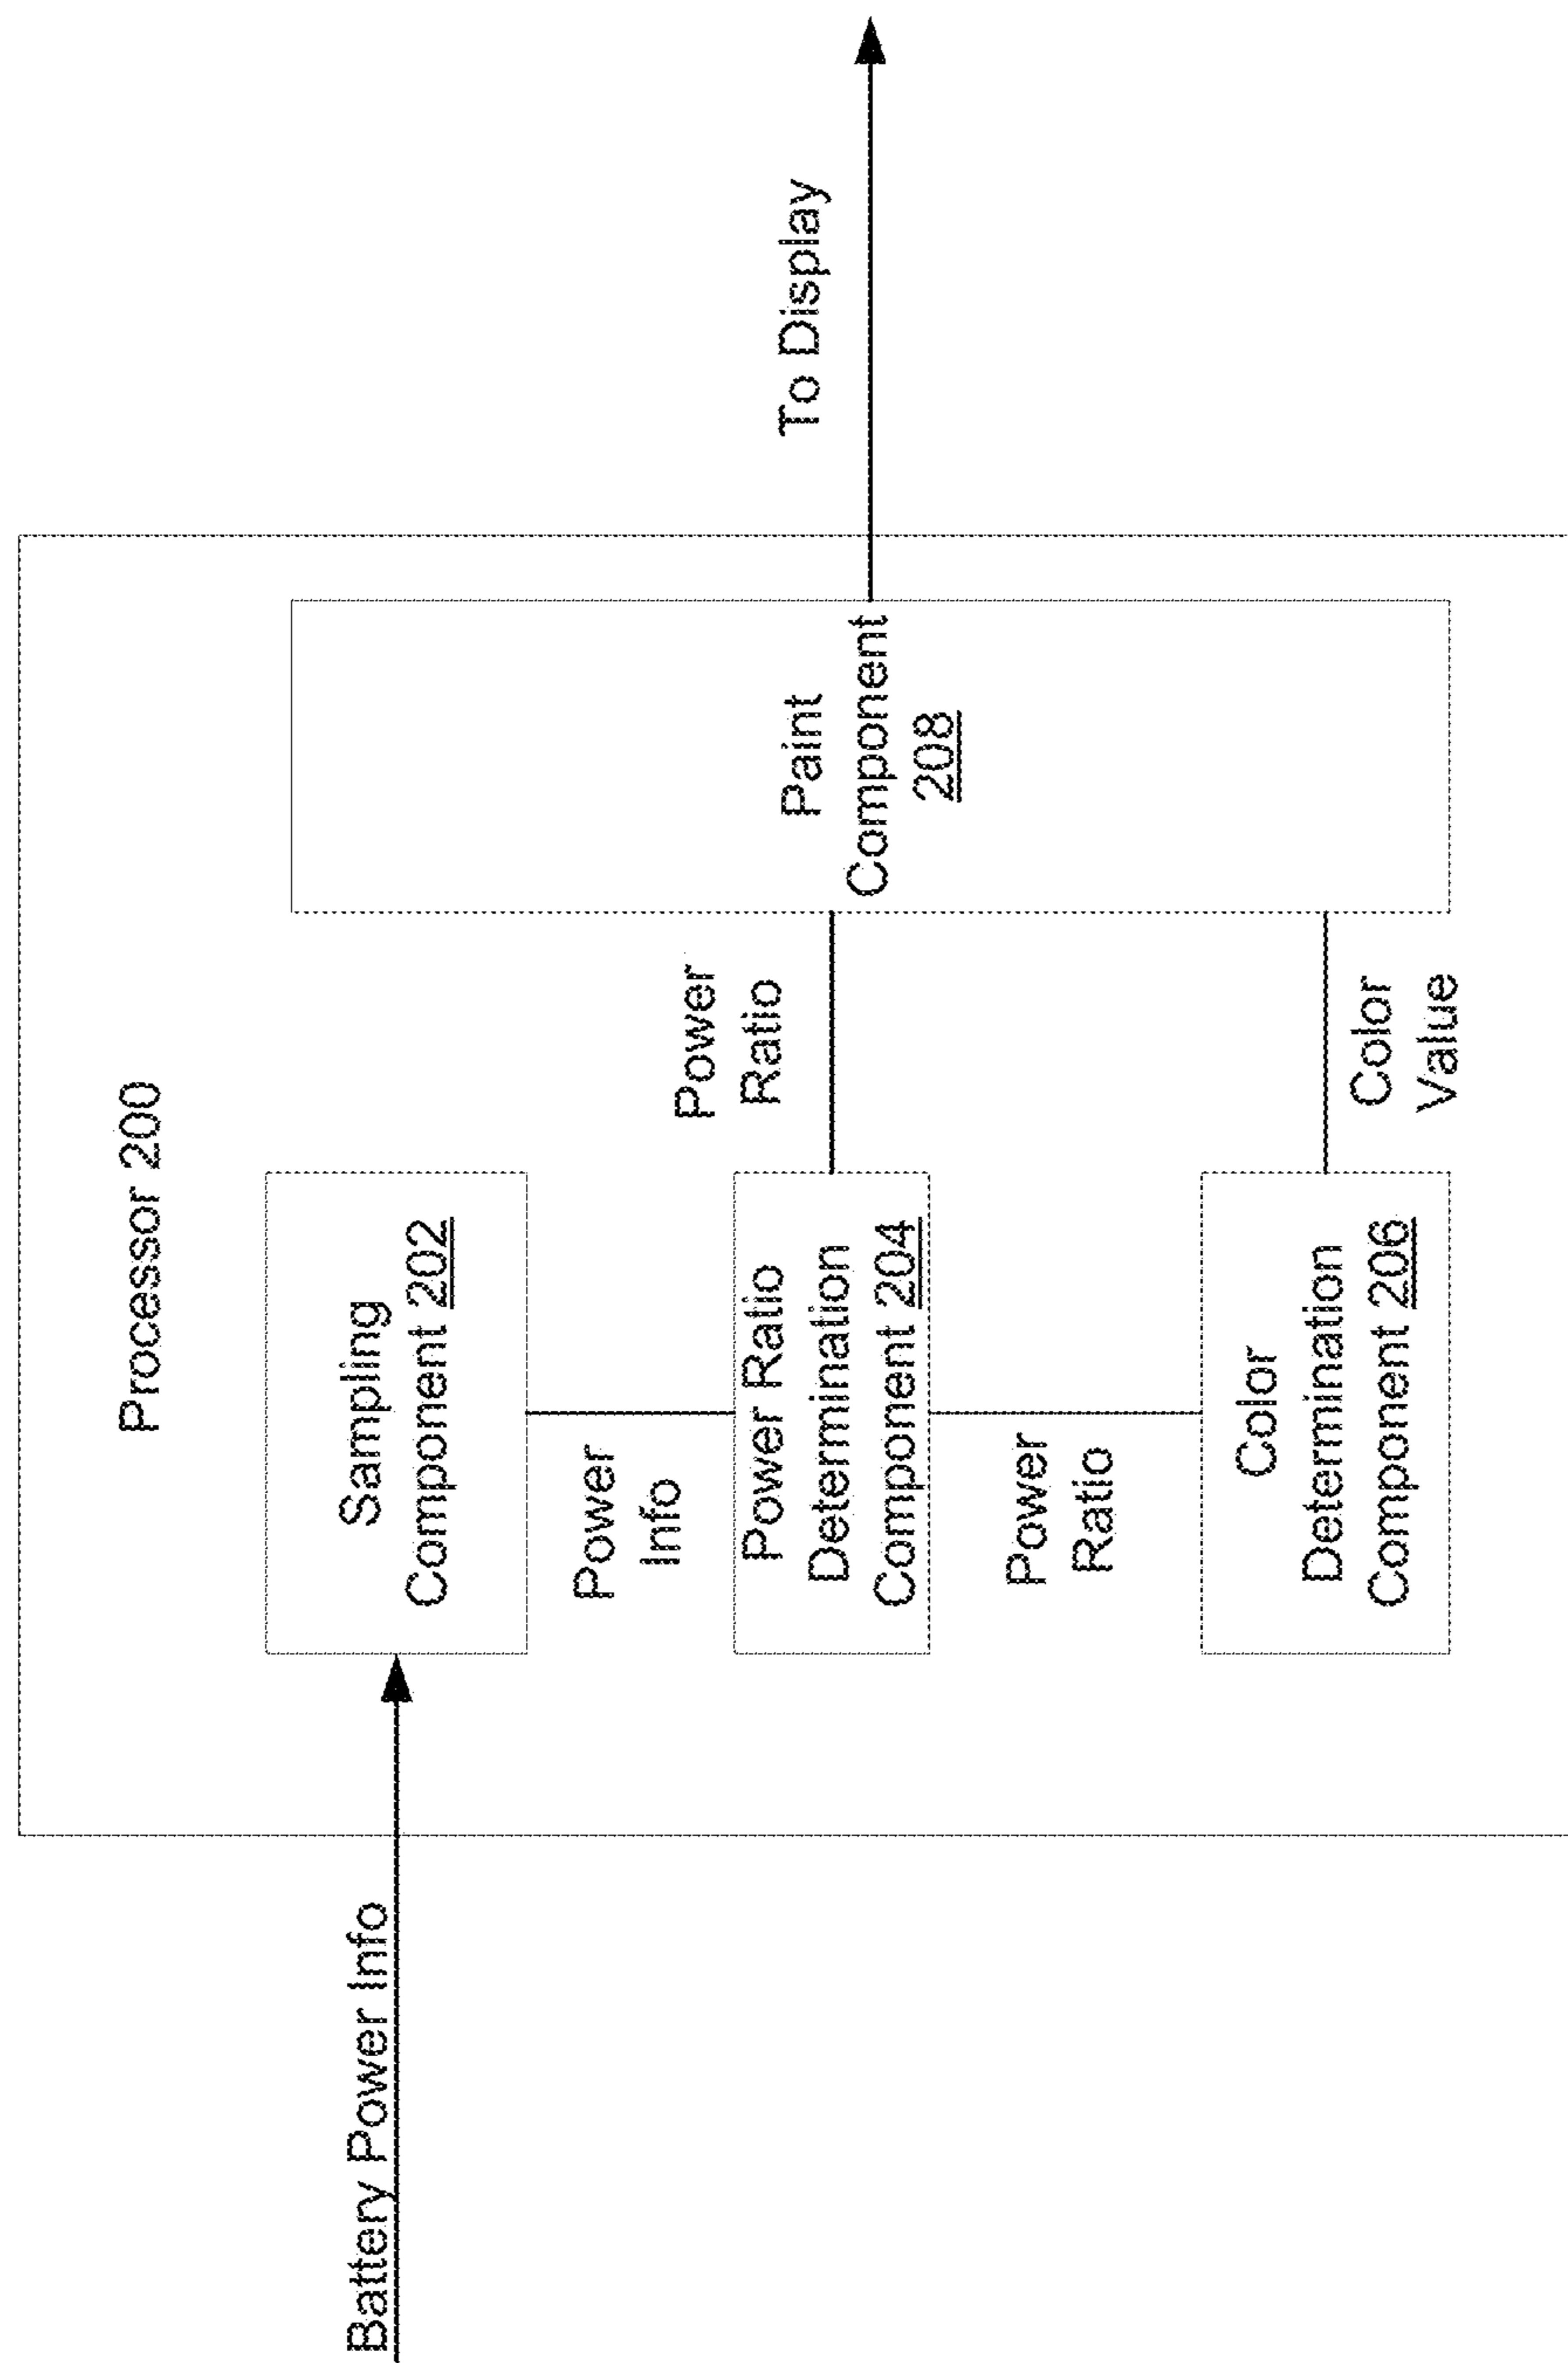 Processor 200
Battery Power Info
Sampling
Component 202
Power
Info
Power Ratio
Determination
Component 204
Power
Ratio
Power
Ratio
Color
Determination
Component 206
Color
Value
Paint
Component
208
To Display